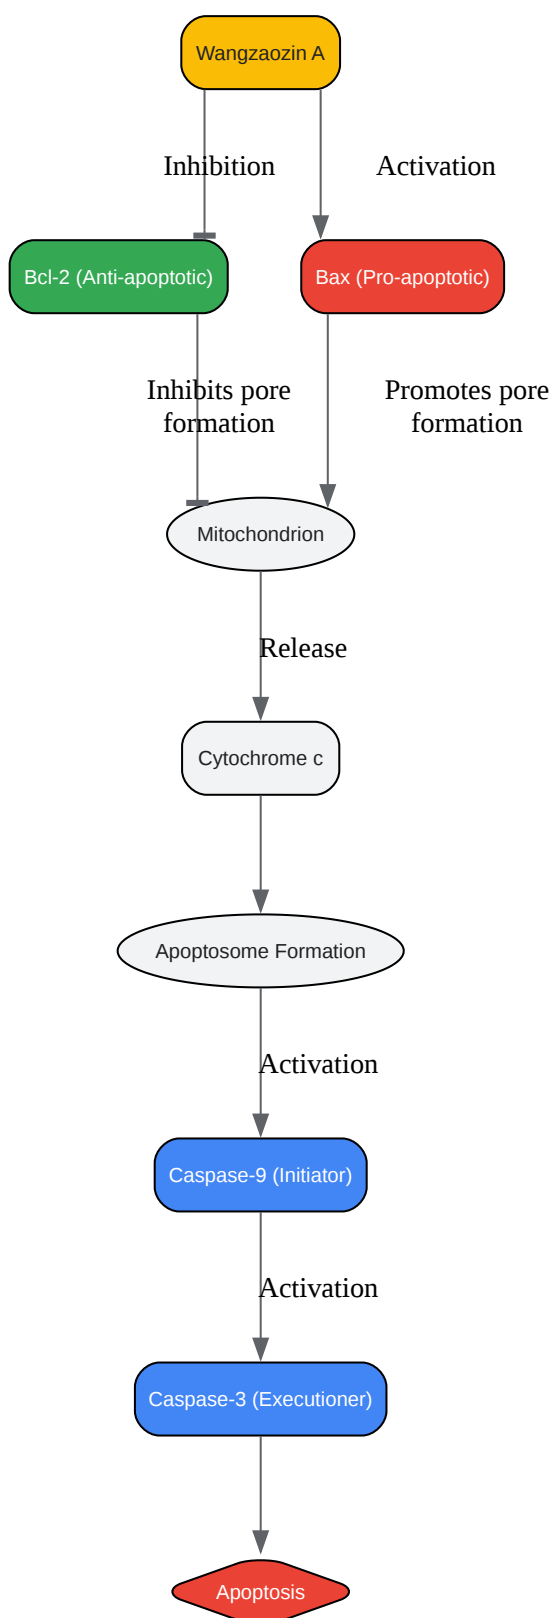 Wangzaozin A
Inhibition
Activation
Bcl-2 (Anti-apoptotic)
Bax (Pro-apoptotic)
Inhibits pore
formation
Promotes pore
formation
Mitochondrion
Release
Cytochrome c
Apoptosome Formation
Activation
Caspase-9 (Initiator)
Activation
Caspase-3 (Executioner)
Apoptosis